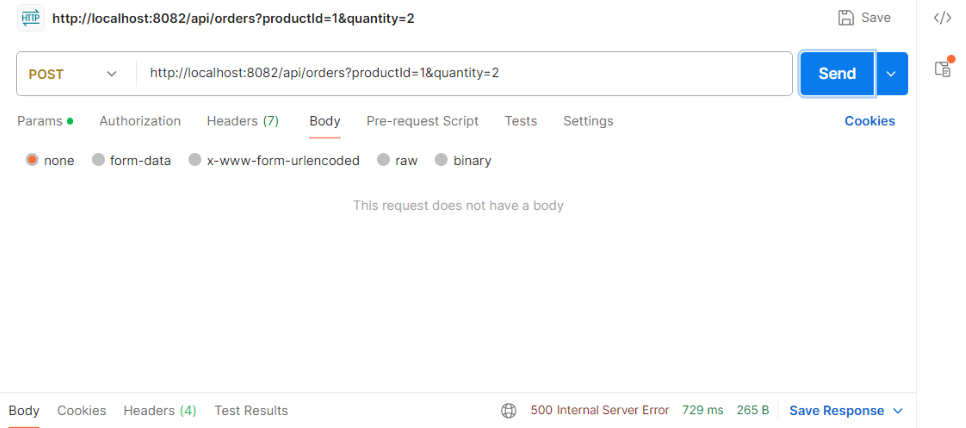 HTTP http://localhost:8082/api/orders?productId=1&quantity=2 Save </>
POST http://localhost:8082/api/orders?productId=1&quantity=2 Send
Params Authorization Headers (7) Body Pre-request Script Tests Settings Cookies
none form-data x-www-form-urlencoded raw binary
This request does not have a body
Body Cookies Headers (4) Test Results 500 Internal Server Error 729 ms 265 B Save Response